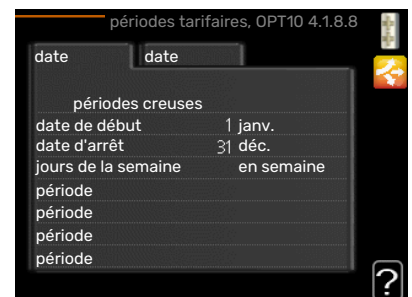 périodes tarifaires, OPT10 4.1.8.8
date date
périodes creuses
date de début 1 janv.
date d'arrêt 31 déc.
jours de la semaine en semaine
période
période
période
période
?